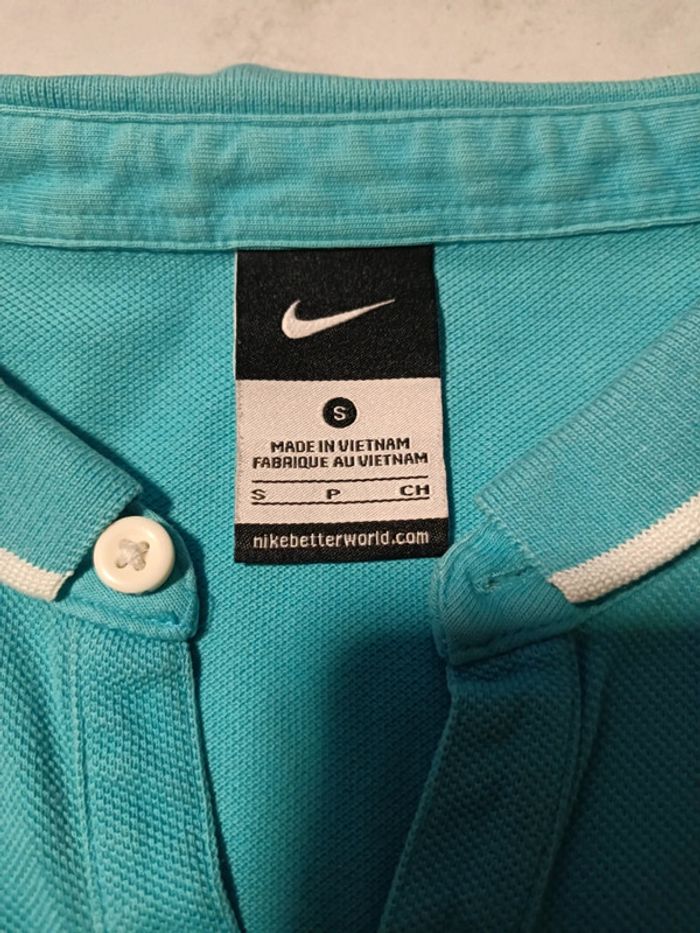 S
MADE IN VIETNAM
FABRIQUE AU VIETNAM
S P CH
nikebetterworld.com